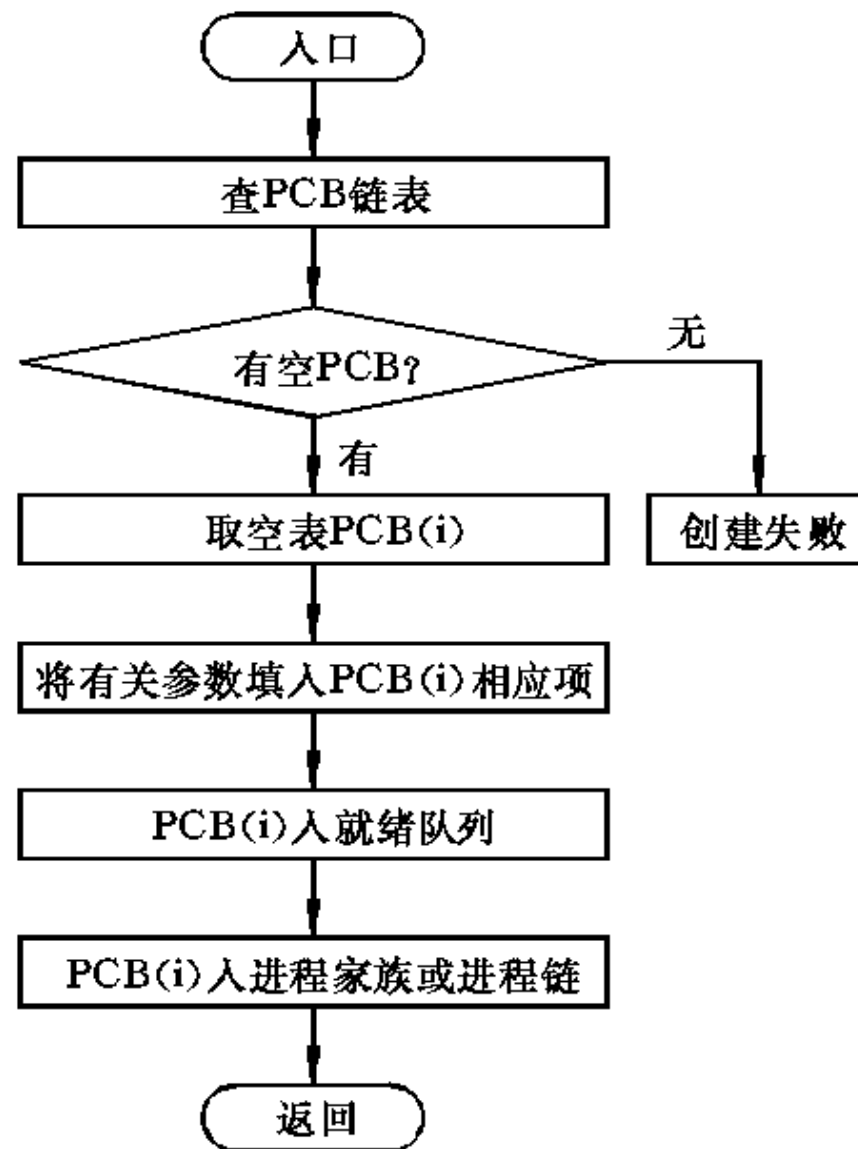 入口
查PCB链表
有空PCB?
无
有
取空表PCB(i)
创建失败
将有关参数填入PCB(i)相应项
PCB(i)入就绪队列
PCB(i)入进程家族或进程链
返回